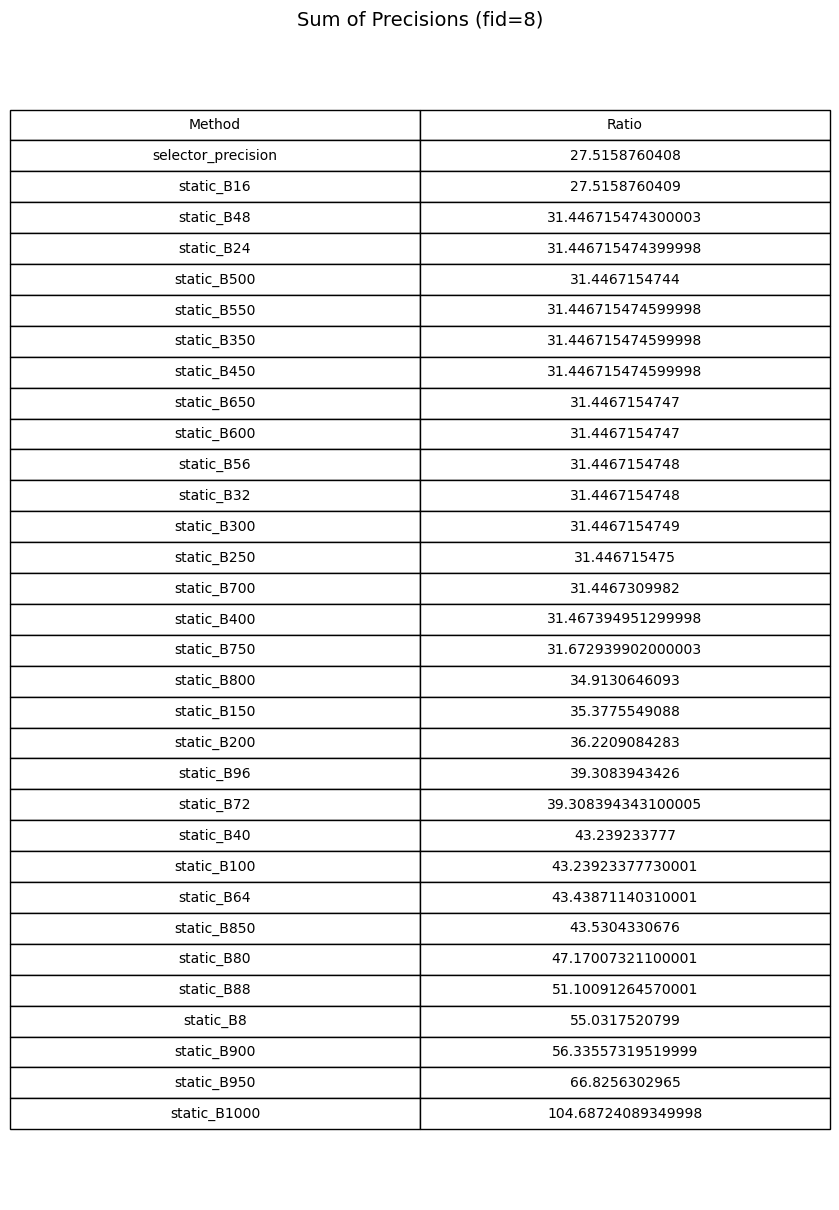 Sum of Precisions (fid=8)
Method Ratio
selector_precision 27.5158760408
static_B16 27.5158760409
static_B48 31.446715474300003
static_B24 31.446715474399998
static_B500 31.4467154744
static_B550 31.446715474599998
static_B350 31.446715474599998
static_B450 31.446715474599998
static_B650 31.4467154747
static_B600 31.4467154747
static_B56 31.4467154748
static_B32 31.4467154748
static_B300 31.4467154749
static_B250 31.446715475
static_B700 31.4467309982
static_B400 31.467394951299998
static_B750 31.672939902000003
static_B800 34.9130646093
static_B150 35.3775549088
static_B200 36.2209084283
static_B96 39.3083943426
static_B72 39.308394343100005
static_B40 43.239233777
static_B100 43.23923377730001
static_B64 43.43871140310001
static_B850 43.5304330676
static_B80 47.17007321100001
static_B88 51.10091264570001
static_B8 55.0317520799
static_B900 56.33557319519999
static_B950 66.8256302965
static_B1000 104.68724089349998